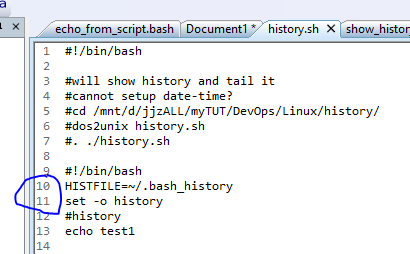 a
echo_from_script.bash Document1 * history.sh show_histor
1 #!/bin/bash
2
3 #will show history and tail it
4 #cannot setup date-time?
5 #cd /mnt/d/jjzALL/myTUT/DevOps/Linux/history/
6 #dos2unix history.sh
7 #. ./history.sh
8
9 #!/bin/bash
10 HISTFILE=~/.bash_history
11 set -o history
12 #history
13 echo test1
14